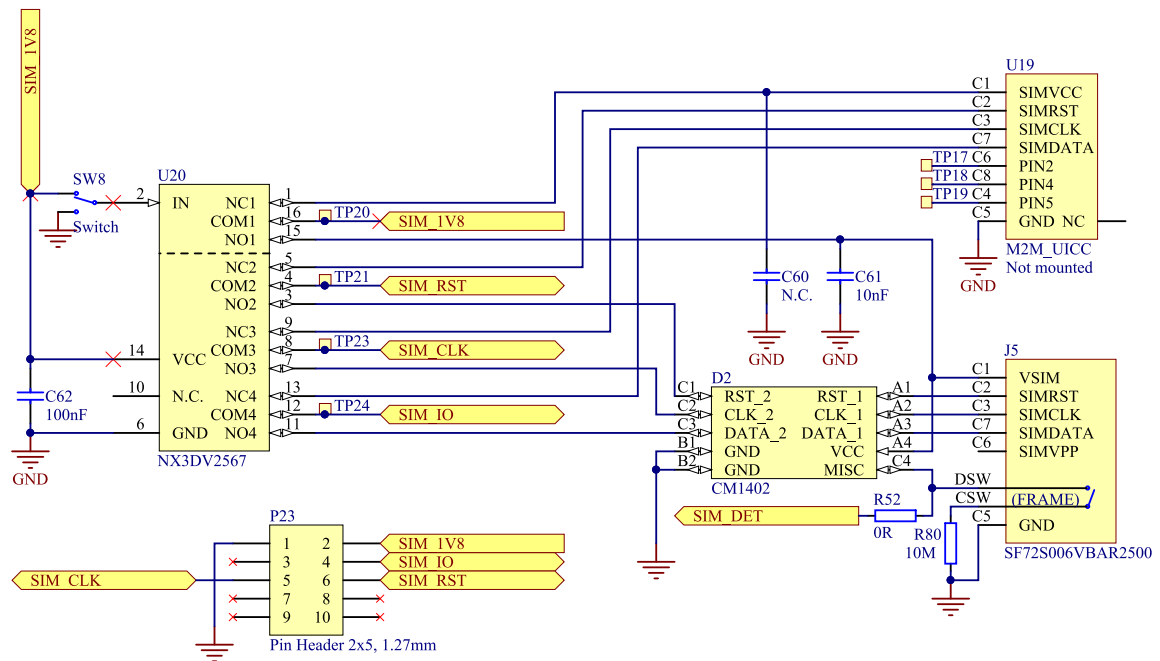 SIM_1V8
SW8
Switch
U20
2 IN
14 VCC
10 N.C.
6 GND
NC1 1
COM1 16
NO1 15
NC2 5
COM2 4
NO2 3
NC3 9
COM3 8
NO3 7
NC4 13
COM4 12
NO4 11
NX3DV2567
TP20
SIM_1V8
TP21
SIM_RST
TP23
SIM_CLK
TP24
SIM_IO
C62
100nF
GND
U19
C1 SIMVCC
C2 SIMRST
C3 SIMCLK
C7 SIMDATA
TP17 C6 PIN2
TP18 C8 PIN4
TP19 C4 PIN5
C5 GND NC
M2M_UICC
Not mounted
GND
C60
N.C.
GND
C61
10nF
GND
D2
C1 RST_2 RST_1 A1
C2 CLK_2 CLK_1 A2
C3 DATA_2 DATA_1 A3
B1 GND VCC A4
B2 GND MISC C4
CM1402
J5
C1 VSIM
C2 SIMRST
C3 SIMCLK
C7 SIMDATA
C6 SIMVPP
DSW
CSW (FRAME)
C5 GND
SF72S006VBAR2500
SIM_DET
R52
0R
R80
10M
P23
1 2 SIM_1V8
3 4 SIM_IO
SIM_CLK 5 6 SIM_RST
7 8
9 10
Pin Header 2x5, 1.27mm